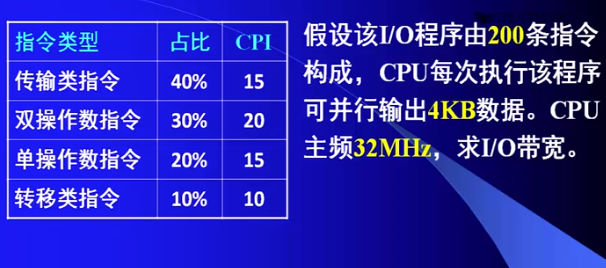 指令类型 占比 CPI
传输类指令 40% 15
双操作数指令 30% 20
单操作数指令 20% 15
转移类指令 10% 10
假设该I/O程序由200条指令
构成，CPU每次执行该程序
可并行输出4KB数据。CPU
主频32MHz，求I/O带宽。